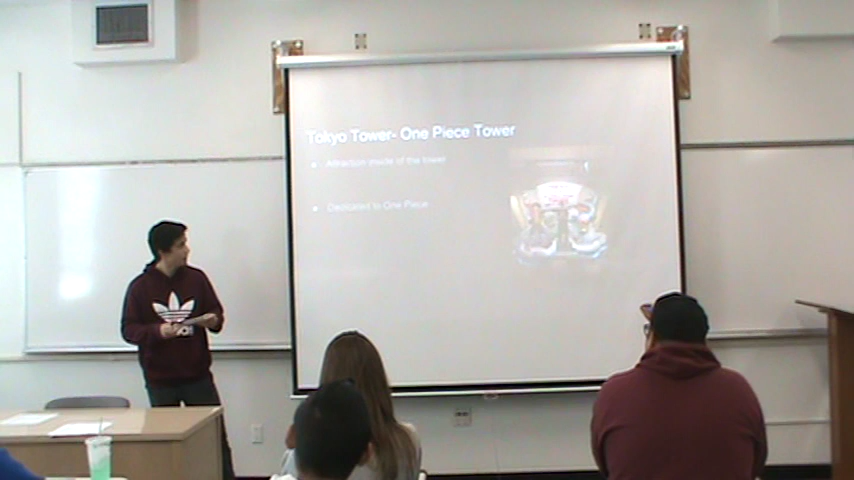 Tokyo Tower- One Piece Tower
Attraction inside of the tower
Dedicated to One Piece